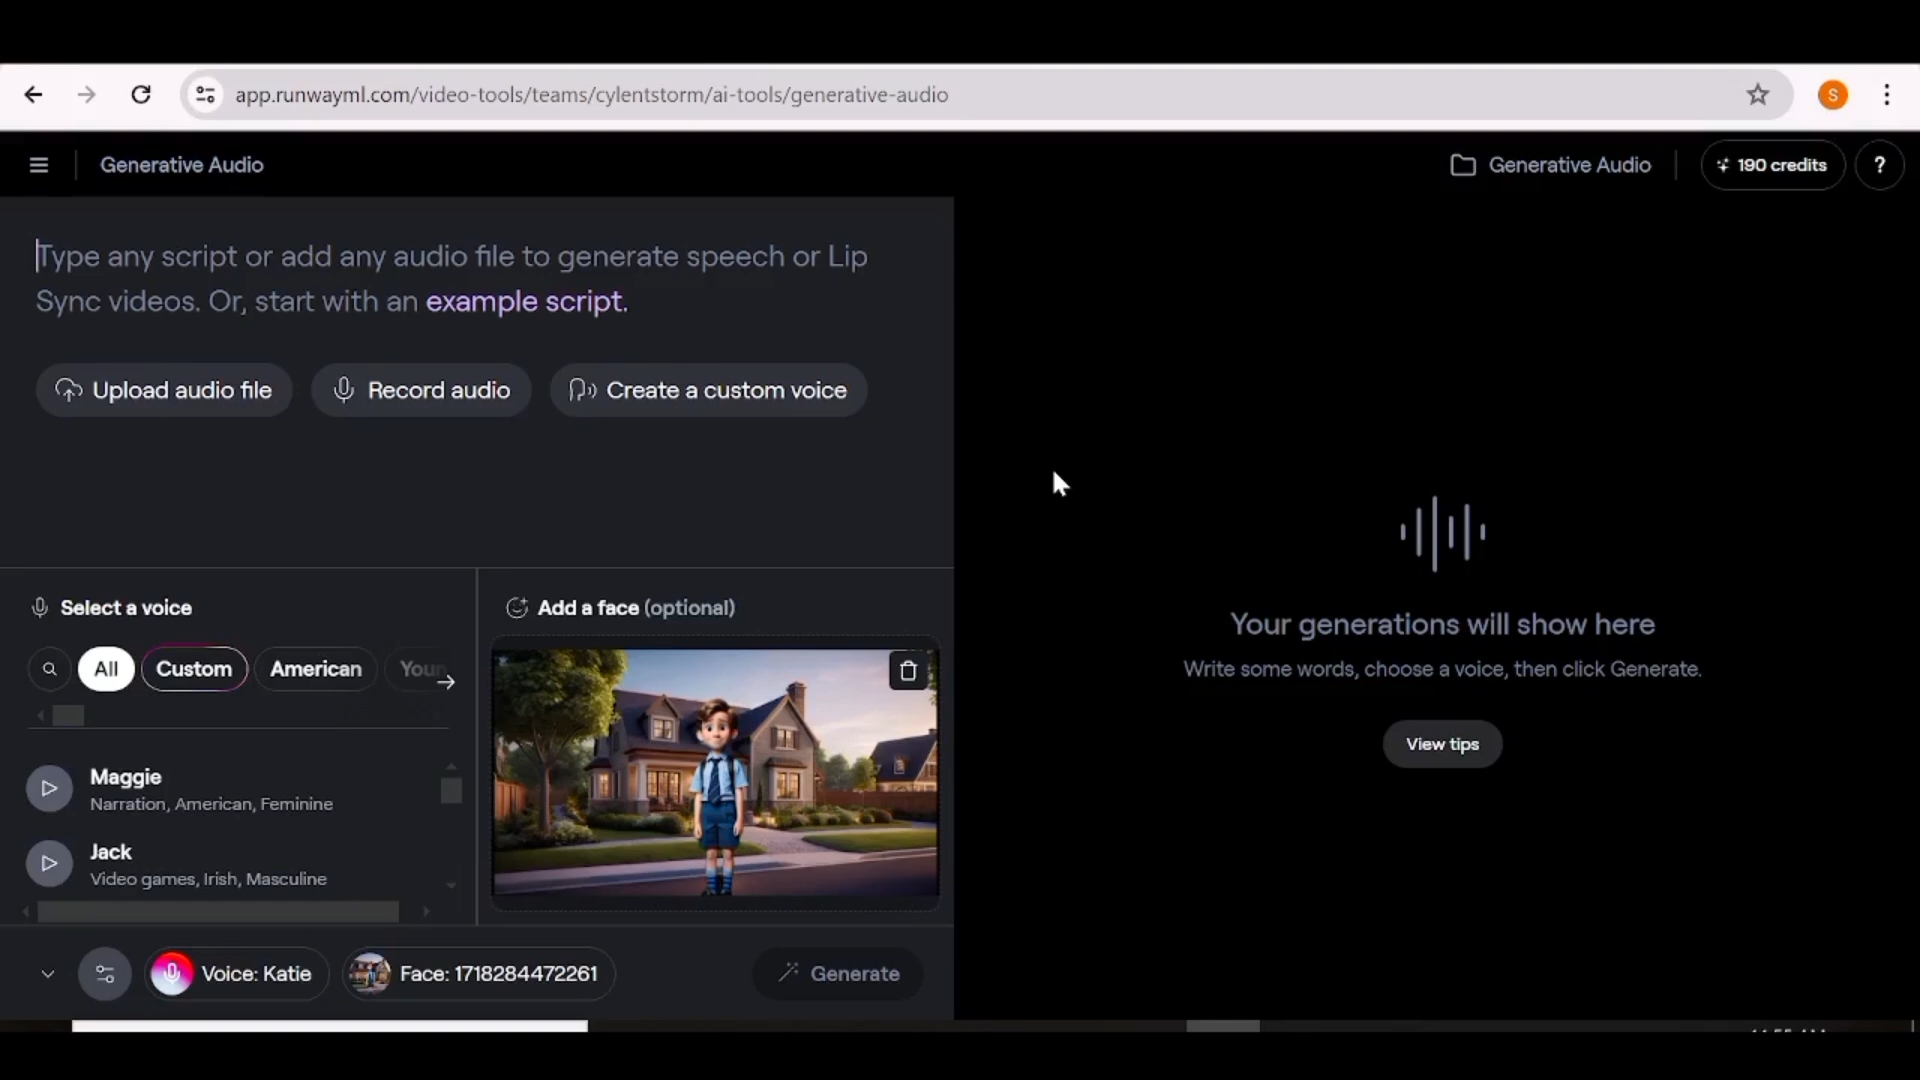 app.runwayml.com/video-tools/teams/cylentstorm/ai-tools/generative-audio
S
Generative Audio
Generative Audio
190 credits
?
Type any script or add any audio file to generate speech or Lip
Sync videos. Or, start with an example script.
Upload audio file
Record audio
Create a custom voice
Select a voice
All
Custom
American
Maggie
Narration, American, Feminine
Jack
Video games, Irish, Masculine
Add a face (optional)
Voice: Katie
Face: 1718284472261
Generate
Your generations will show here
Write some words, choose a voice, then click Generate.
View tips